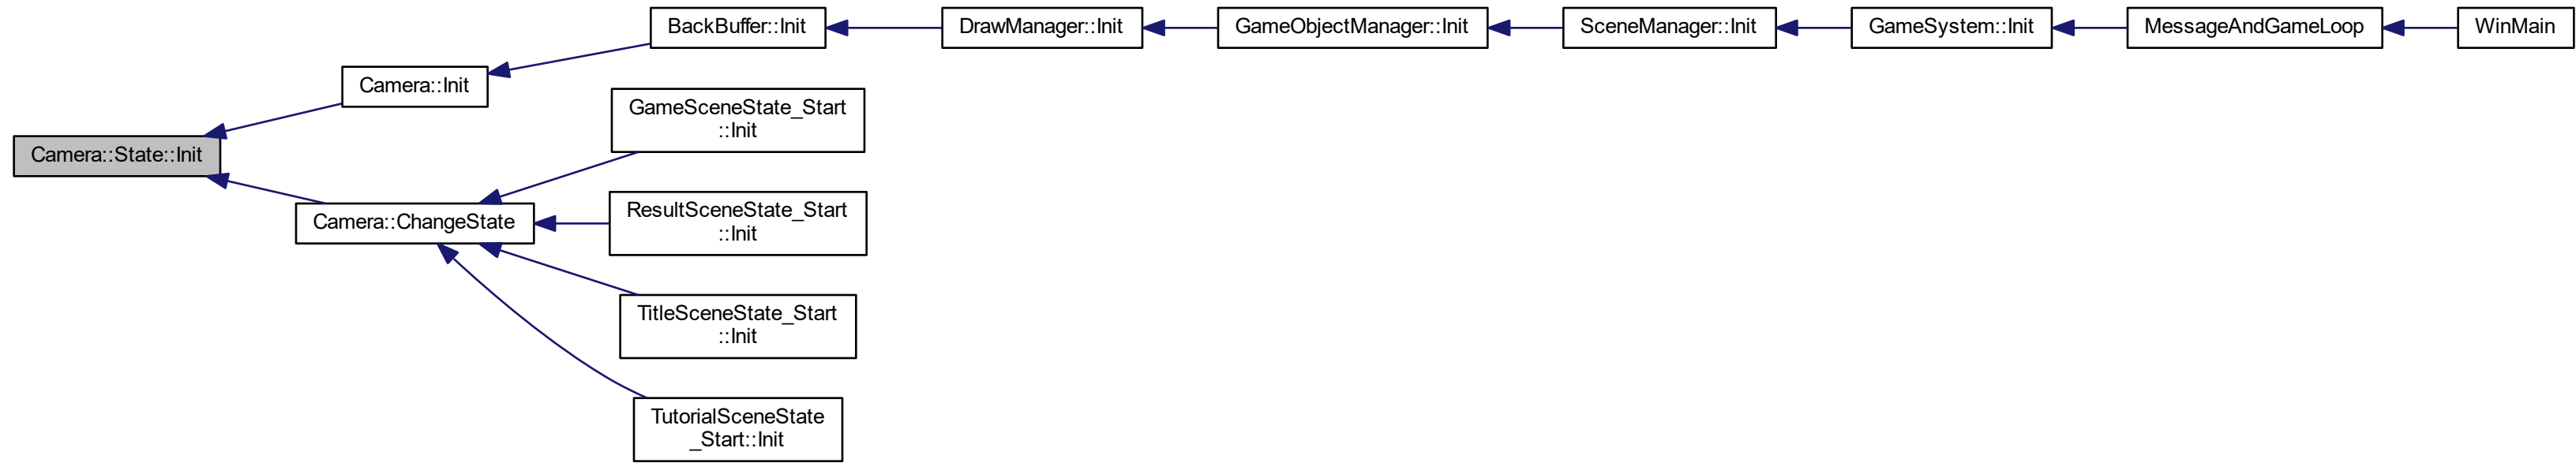 Camera::State::Init
Camera::Init
BackBuffer::Init
DrawManager::Init
GameObjectManager::Init
SceneManager::Init
GameSystem::Init
MessageAndGameLoop
WinMain
Camera::ChangeState
GameSceneState_Start
::Init
ResultSceneState_Start
::Init
TitleSceneState_Start
::Init
TutorialSceneState
_Start::Init